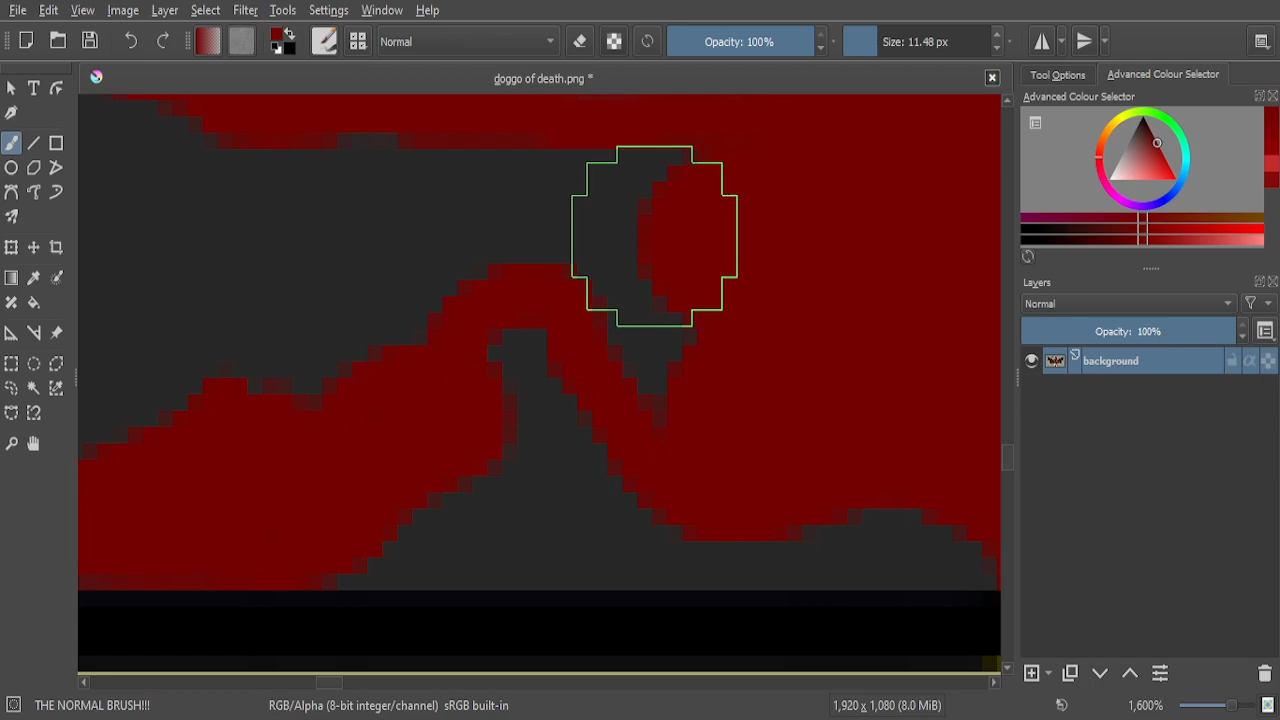 File Edit View Image Layer Select Filter Tools Settings Window Help
Normal Opacity: 100% Size: 11.48 px
doggo of death.png *
Tool Options Advanced Colour Selector
Advanced Colour Selector
Layers
Normal
Opacity: 100%
background
THE NORMAL BRUSH!!! RGB/Alpha (8-bit integer/channel) sRGB built-in 1,920 x 1,080 (8.0 MiB) 1,600%